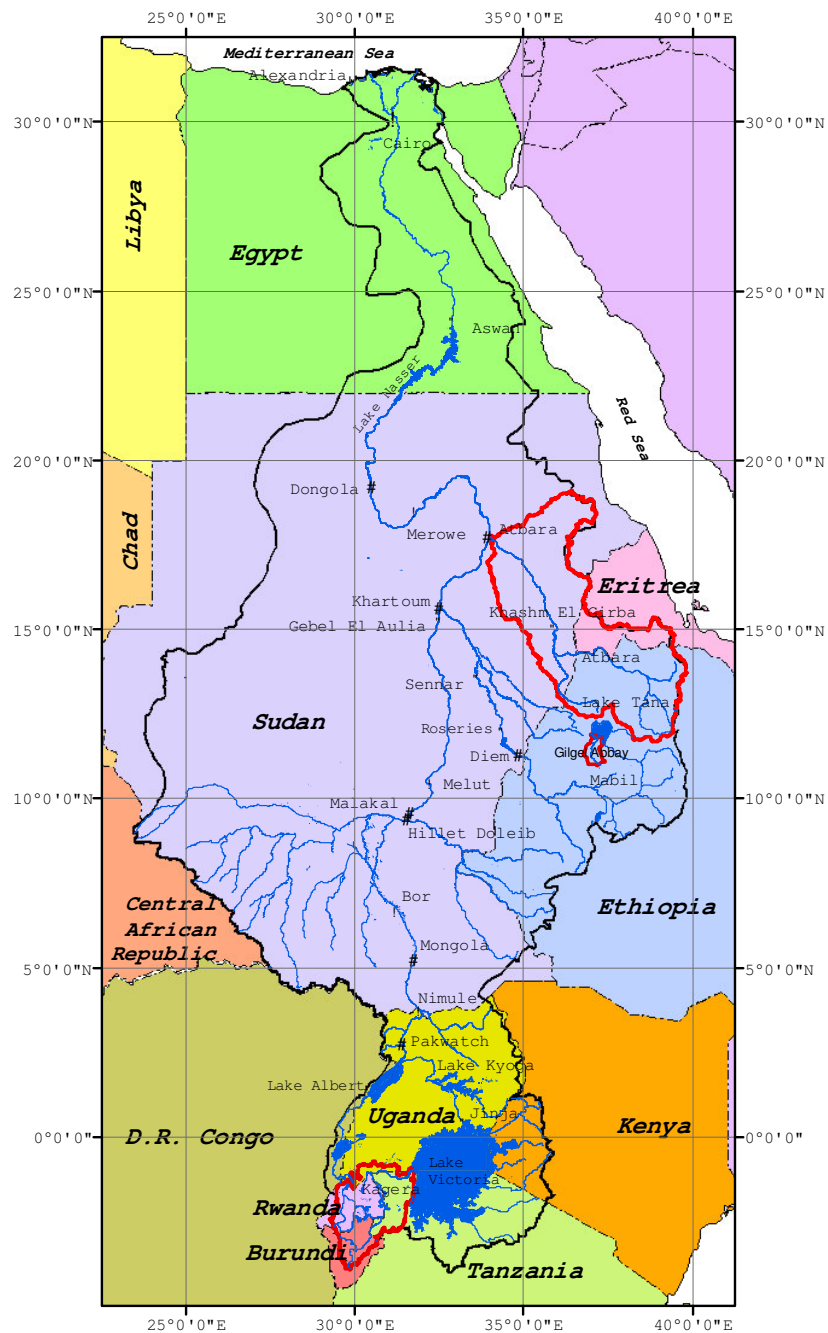 25°0'0"E 30°0'0"E 35°0'0"E 40°0'0"E
Mediterranean Sea
Alexandria
30°0'0"N 30°0'0"N
Cairo
Libya
Egypt
25°0'0"N 25°0'0"N
Aswan
Lake Nasser
Red Sea
20°0'0"N 20°0'0"N
Dongola #
Chad
Merowe # Atbara
Eritrea
Khartoum #
Khashm El Girba
Gebel El Aulia
15°0'0"N 15°0'0"N
Atbara
Sennar
Lake Tana
Sudan
Roseries
Diem #
Gilge Abbay
Melut
Mabil
10°0'0"N 10°0'0"N
Malakal #
#
Hillet Doleib
Bor
Central
African
Republic
Ethiopia
Mongola
#
5°0'0"N 5°0'0"N
Nimule
# Pakwatch
Lake Kyoga
Lake Albert
Uganda
Jinja
Kenya
D.R. Congo
0°0'0" 0°0'0"
Lake
Victoria
Kagera
Rwanda
Burundi
Tanzania
25°0'0"E 30°0'0"E 35°0'0"E 40°0'0"E